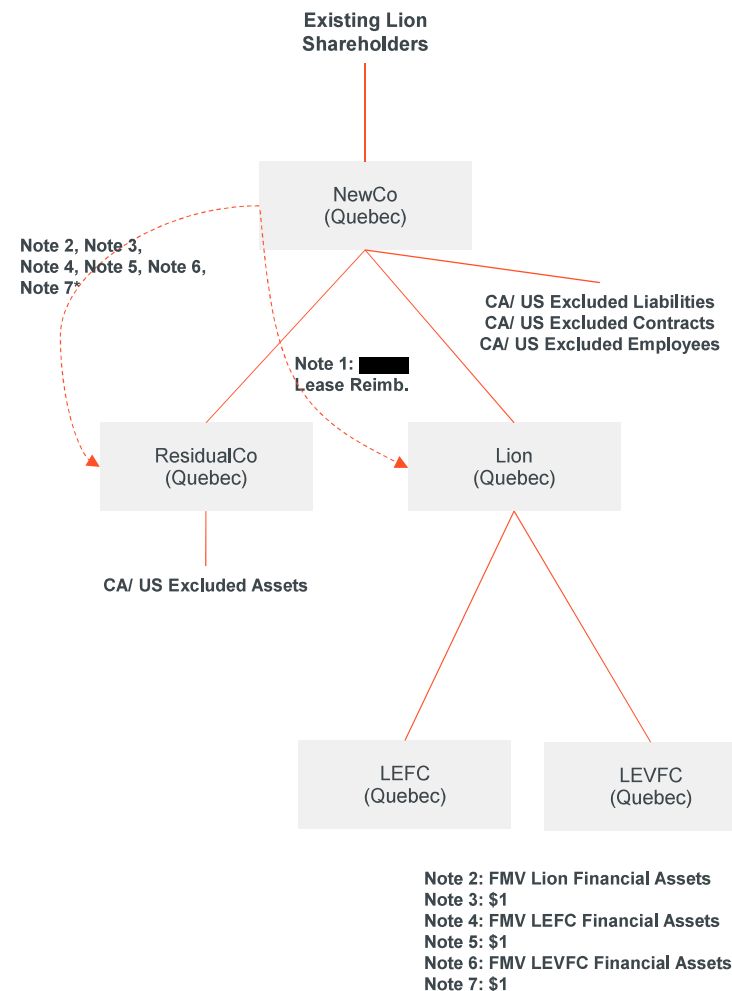 Existing Lion
Shareholders
NewCo
(Quebec)
Note 2, Note 3,
Note 4, Note 5, Note 6,
Note 7*
CA/ US Excluded Liabilities
CA/ US Excluded Contracts
CA/ US Excluded Employees
Note 1:
Lease Reimb.
ResidualCo
(Quebec)
Lion
(Quebec)
CA/ US Excluded Assets
LEFC
(Quebec)
LEVFC
(Quebec)
Note 2: FMV Lion Financial Assets
Note 3: $1
Note 4: FMV LEFC Financial Assets
Note 5: $1
Note 6: FMV LEVFC Financial Assets
Note 7: $1